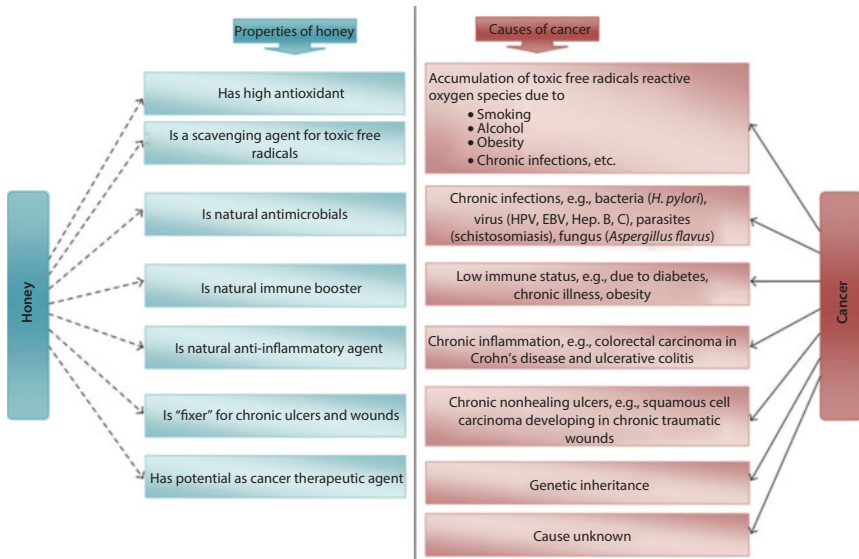 Properties of honey
Honey
Has high antioxidant
Is a scavenging agent for toxic free
radicals
Is natural antimicrobials
Is natural immune booster
Is natural anti-inflammatory agent
Is “fixer” for chronic ulcers and wounds
Has potential as cancer therapeutic agent
Causes of cancer
Accumulation of toxic free radicals reactive
oxygen species due to
• Smoking
• Alcohol
• Obesity
• Chronic infections, etc.
Chronic infections, e.g., bacteria (H. pylori),
virus (HPV, EBV, Hep. B, C), parasites
(schistosomiasis), fungus (Aspergillus flavus)
Low immune status, e.g., due to diabetes,
chronic illness, obesity
Chronic inflammation, e.g., colorectal carcinoma in
Crohn’s disease and ulcerative colitis
Chronic nonhealing ulcers, e.g., squamous cell
carcinoma developing in chronic traumatic
wounds
Genetic inheritance
Cause unknown
Cancer